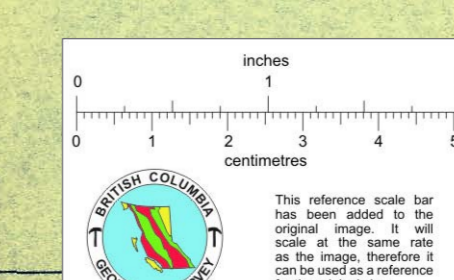 inches
0 1
0 1 2 3 4 5
centimetres
BRITISH COLUMBIA
This reference scale bar
has been added to the
original image. It will
scale at the same rate
as the image, therefore it
can be used as a reference